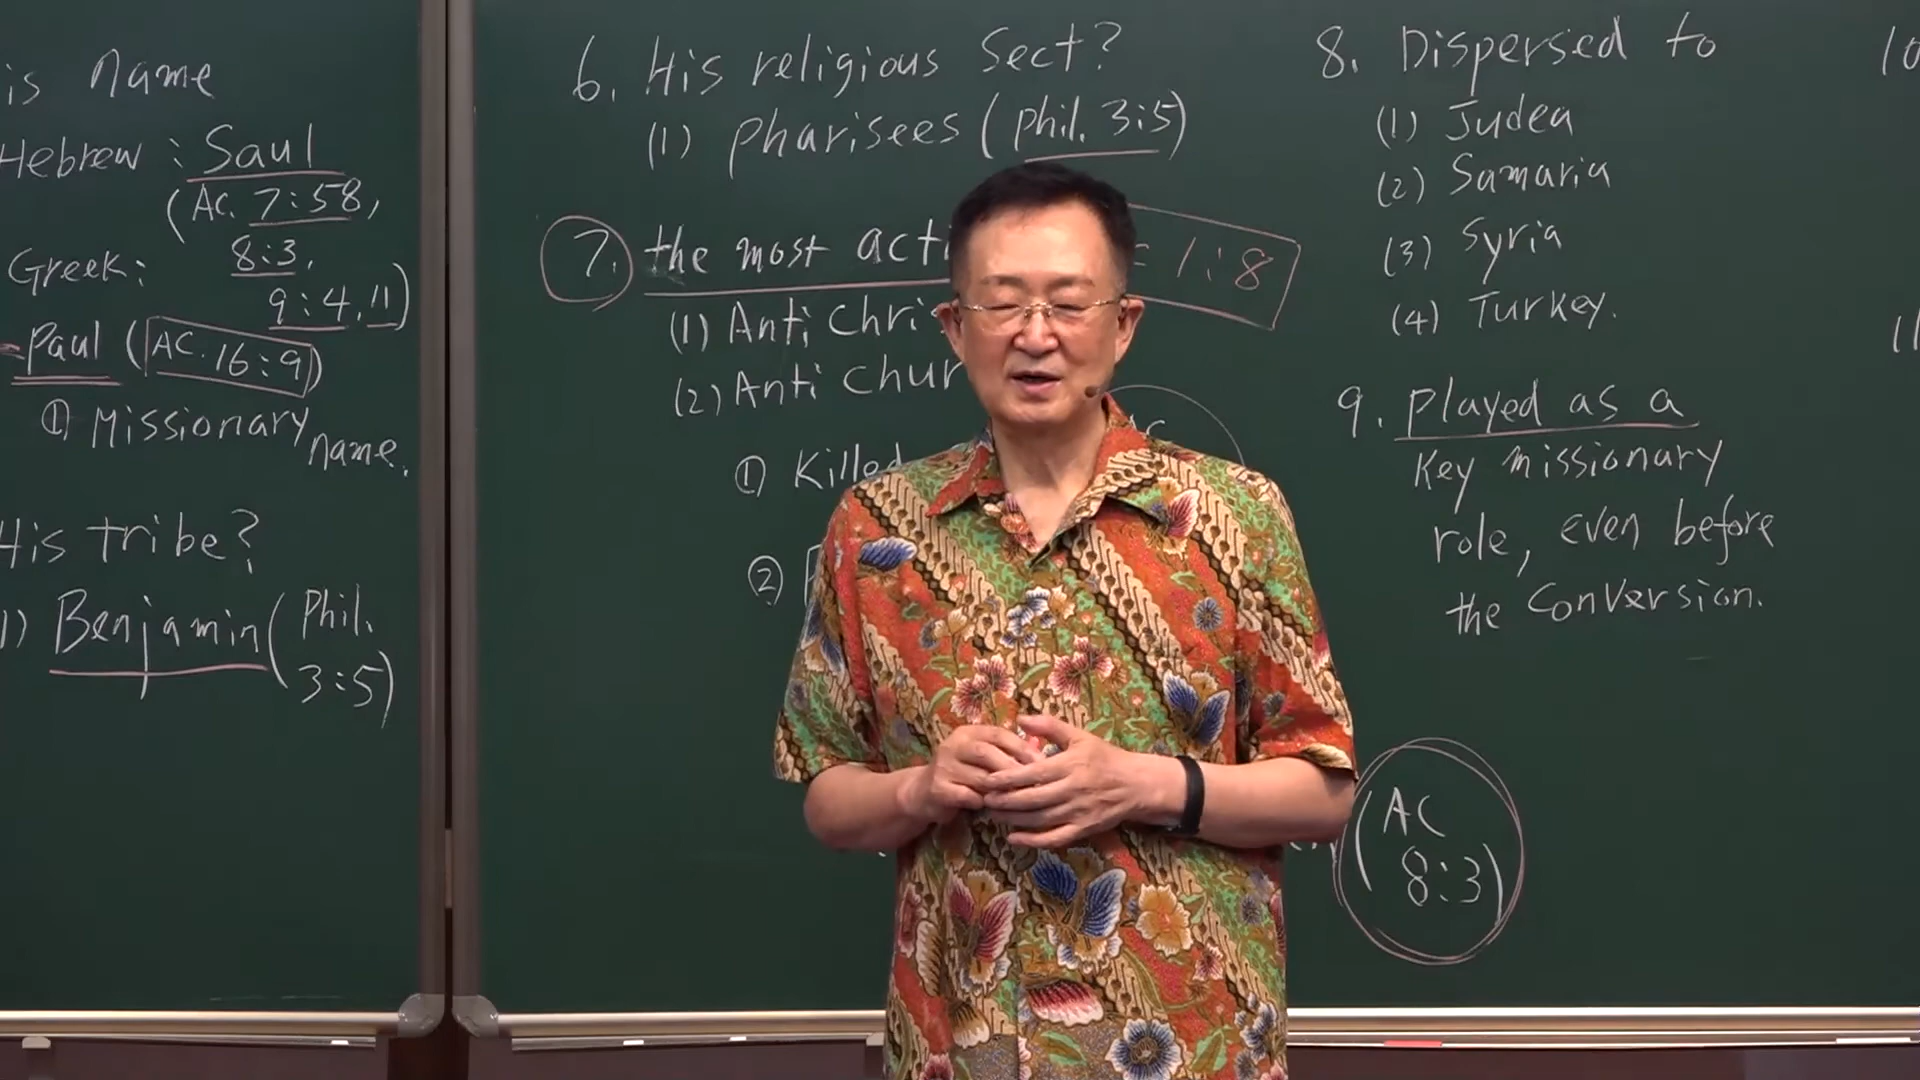 is name
Hebrew : Saul
(AC. 7:58,
8:3,
9:4, 11)
Greek:
Paul (AC. 16:9)
① Missionary
name.
His tribe?
1) Benjamin (Phil.
3:5)
6. His religious Sect?
(1) Pharisees (Phil. 3:5)
7. the most
1:8
(1) Anti
(2) Anti
① Killed
②
8. Dispersed to
(1) Judea
(2) Samaria
(3) Syria
(4) Turkey.
9. Played as a
Key missionary
role, even before
the Conversion.
(AC
8:3)
10
11